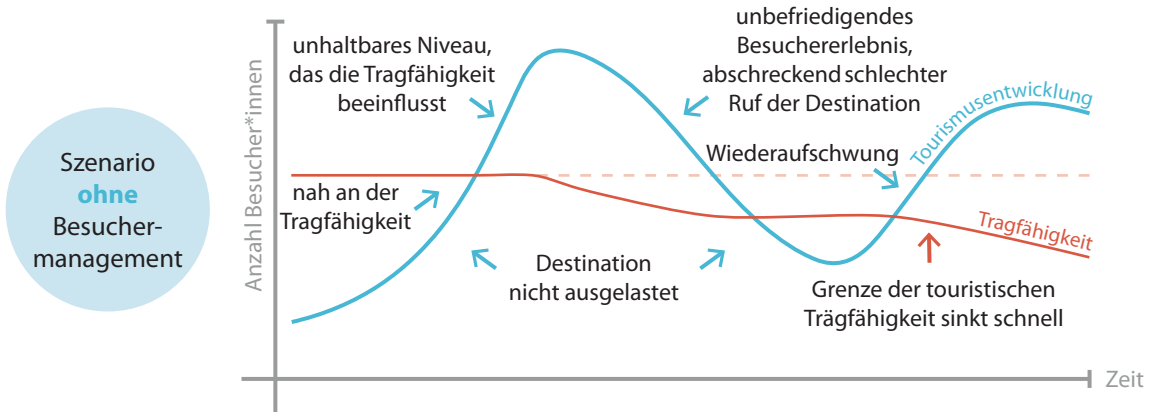 Szenario
ohne
Besucher-
management
Anzahl Besucher*innen
unhaltbares Niveau,
das die Tragfähigkeit
beeinflusst
nah an der
Tragfähigkeit
Destination
nicht ausgelastet
unbefriedigendes
Besuchererlebnis,
abschreckend schlechter
Ruf der Destination
Wiederaufschwung
Tourismusentwicklung
Tragfähigkeit
Grenze der touristischen
Trägfähigkeit sinkt schnell
Zeit